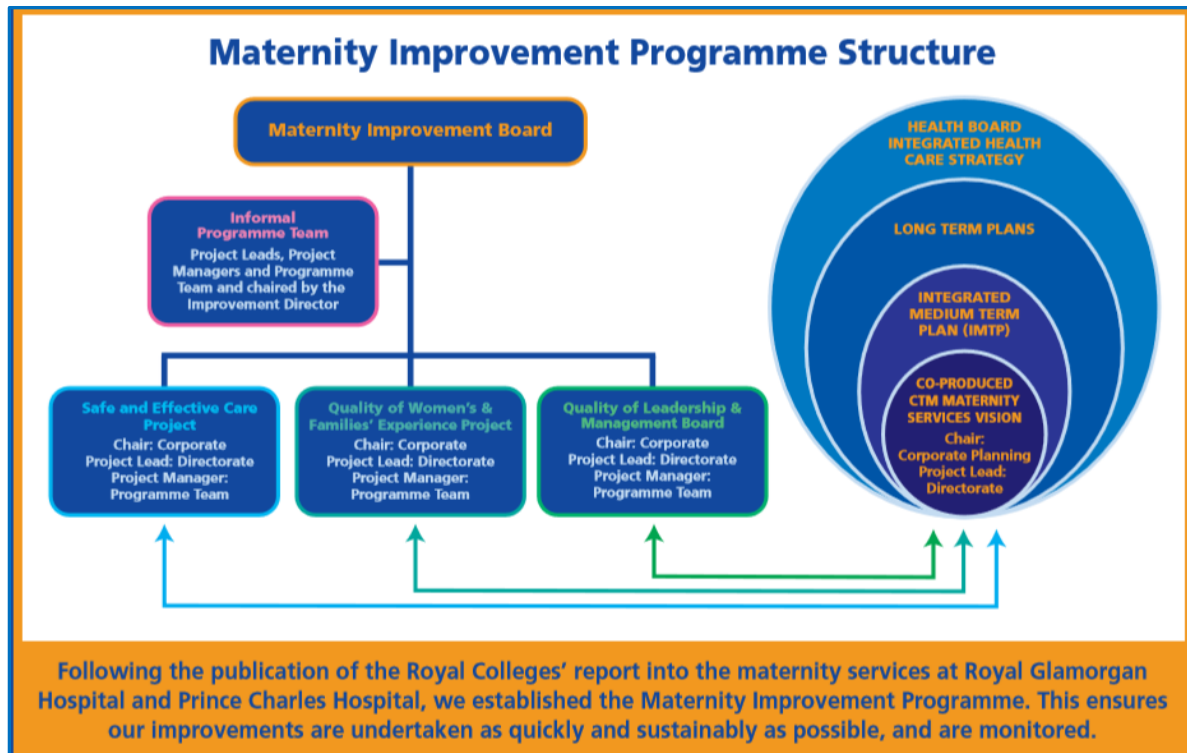 Maternity Improvement Programme Structure
Maternity Improvement Board
Informal
Programme Team
Project Leads, Project
Managers and Programme
Team and chaired by the
Improvement Director
Safe and Effective Care
Project
Chair: Corporate
Project Lead: Directorate
Project Manager:
Programme Team
Quality of Women's &
Families' Experience Project
Chair: Corporate
Project Lead: Directorate
Project Manager:
Programme Team
Quality of Leadership &
Management Board
Chair: Corporate
Project Lead: Directorate
Project Manager:
Programme Team
HEALTH BOARD
INTEGRATED HEALTH
CARE STRATEGY
LONG TERM PLANS
INTEGRATED
MEDIUM TERM
PLAN (IMTP)
CO-PRODUCED
CTM MATERNITY
SERVICES VISION
Chair:
Corporate Planning
Project Lead:
Directorate
Following the publication of the Royal Colleges' report into the maternity services at Royal Glamorgan
Hospital and Prince Charles Hospital, we established the Maternity Improvement Programme. This ensures
our improvements are undertaken as quickly and sustainably as possible, and are monitored.